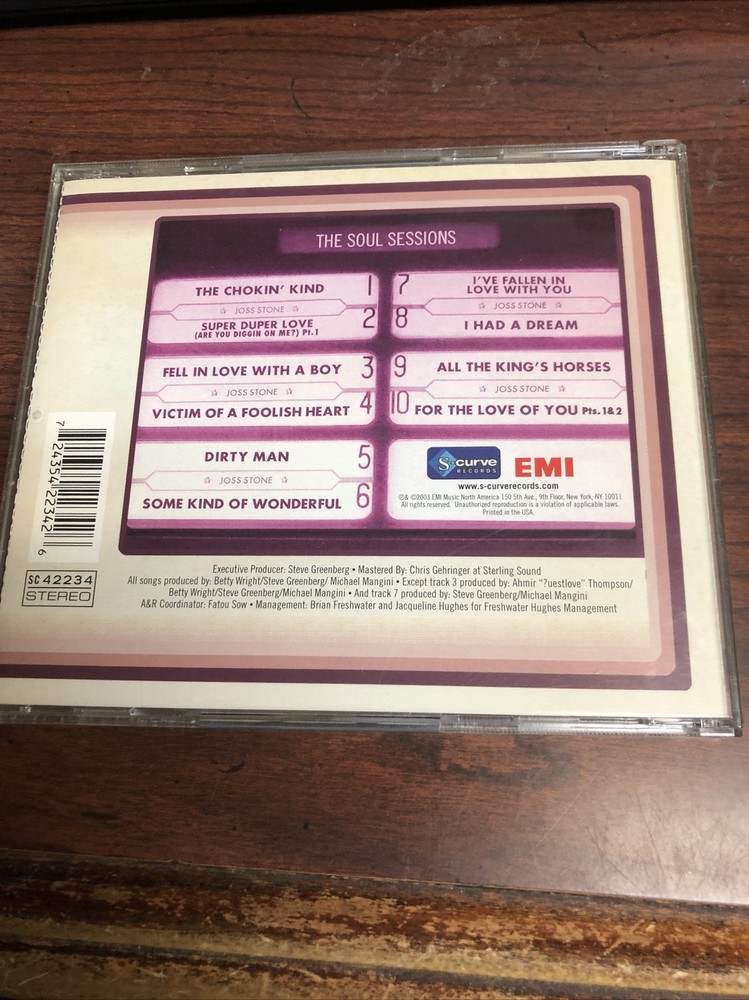 THE SOUL SESSIONS
THE CHOKIN' KIND 1
☆ JOSS STONE ☆
SUPER DUPER LOVE 2
(ARE YOU DIGGIN ON ME?) Pt.1
FELL IN LOVE WITH A BOY 3
☆ JOSS STONE ☆
VICTIM OF A FOOLISH HEART 4
DIRTY MAN 5
☆ JOSS STONE ☆
SOME KIND OF WONDERFUL 6
7 I'VE FALLEN IN
LOVE WITH YOU
☆ JOSS STONE ☆
8 I HAD A DREAM
9 ALL THE KING'S HORSES
☆ JOSS STONE ☆
10 FOR THE LOVE OF YOU Pts.1&2
S-curve
RECORDS
EMI
www.s-curverecords.com
℗& ©2003 EMI Music North America 150 5th Ave., 9th Floor, New York, NY 10011
All rights reserved. Unauthorized reproduction is a violation of applicable laws.
Printed in the USA.
Executive Producer: Steve Greenberg • Mastered By: Chris Gehringer at Sterling Sound
All songs produced by: Betty Wright/Steve Greenberg/ Michael Mangini • Except track 3 produced by: Ahmir "?uestlove" Thompson/
Betty Wright/Steve Greenberg/Michael Mangini • And track 7 produced by: Steve Greenberg/Michael Mangini
A&R Coordinator: Fatou Sow • Management: Brian Freshwater and Jacqueline Hughes for Freshwater Hughes Management
7 24354 22342 6
SC 42234
STEREO